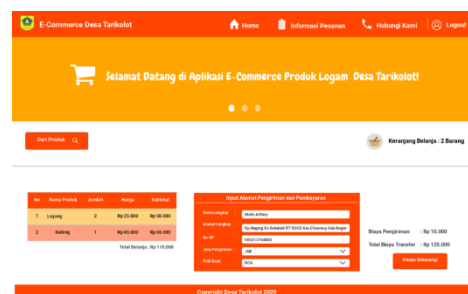 E-Commerce Desa Tarikolot
Home
Informasi Pesanan
Hubungi Kami
Logout
Selamat Datang di Aplikasi E-Commerce Produk Logam Desa Tarikolot!
Cari Produk
Keranjang Belanja : 2 Barang
No Nama Produk Jumlah Harga Subtotal
1 Loyang 2 Rp 25.000 Rp 50.000
2 Kaleng 1 Rp 65.000 Rp 65.000
Total Belanja : Rp 115.000
Input Alamat Pengiriman dan Pembayaran
Nama Lengkap :
Alamat Lengkap :
No HP :
Jasa Pengiriman : JNE
Pilih Bank : BCA
Biaya Pengiriman : Rp 10.000
Total Biaya Transfer : Rp 125.000
Pesan Sekarang!
Copyright Desa Tarikolot 2020